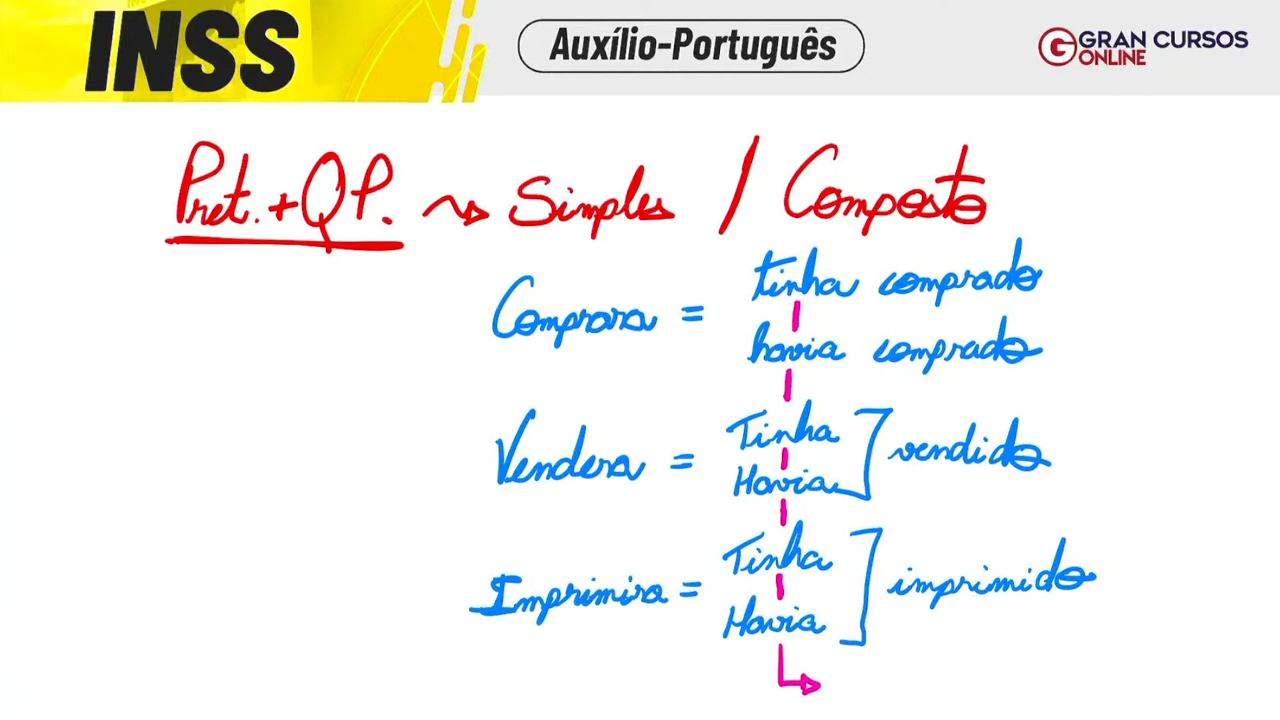 INSS
Auxílio-Português
GRAN CURSOS
ONLINE
Pret. + Q P. → Simples / Composto
Comprara = tinha comprado
havia comprado
Vendera = Tinha
Havia ] vendido
Imprimira = Tinha
Havia ] imprimido